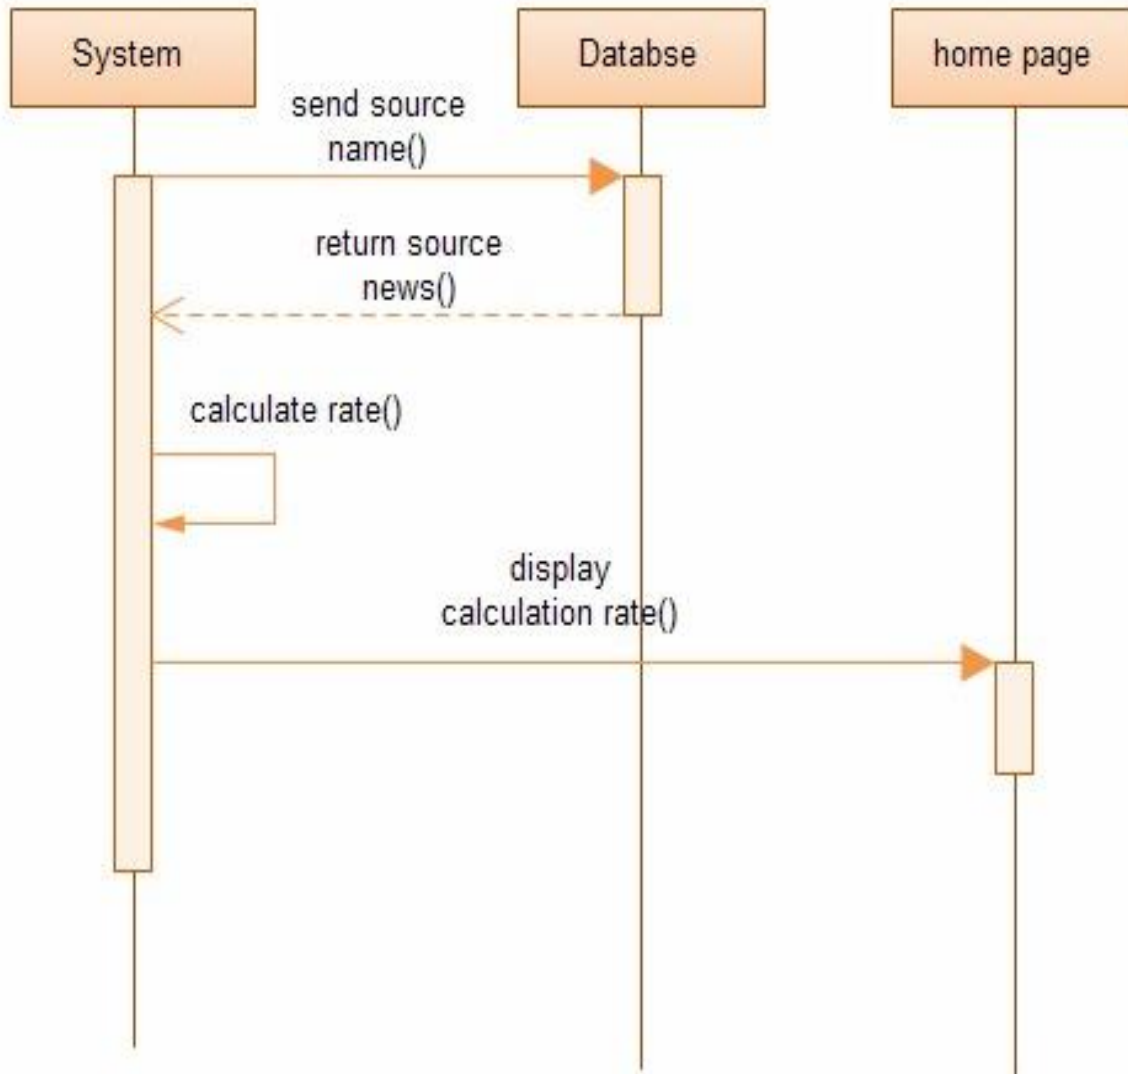 System
Databse
home page
send source
name()
return source
news()
calculate rate()
display
calculation rate()